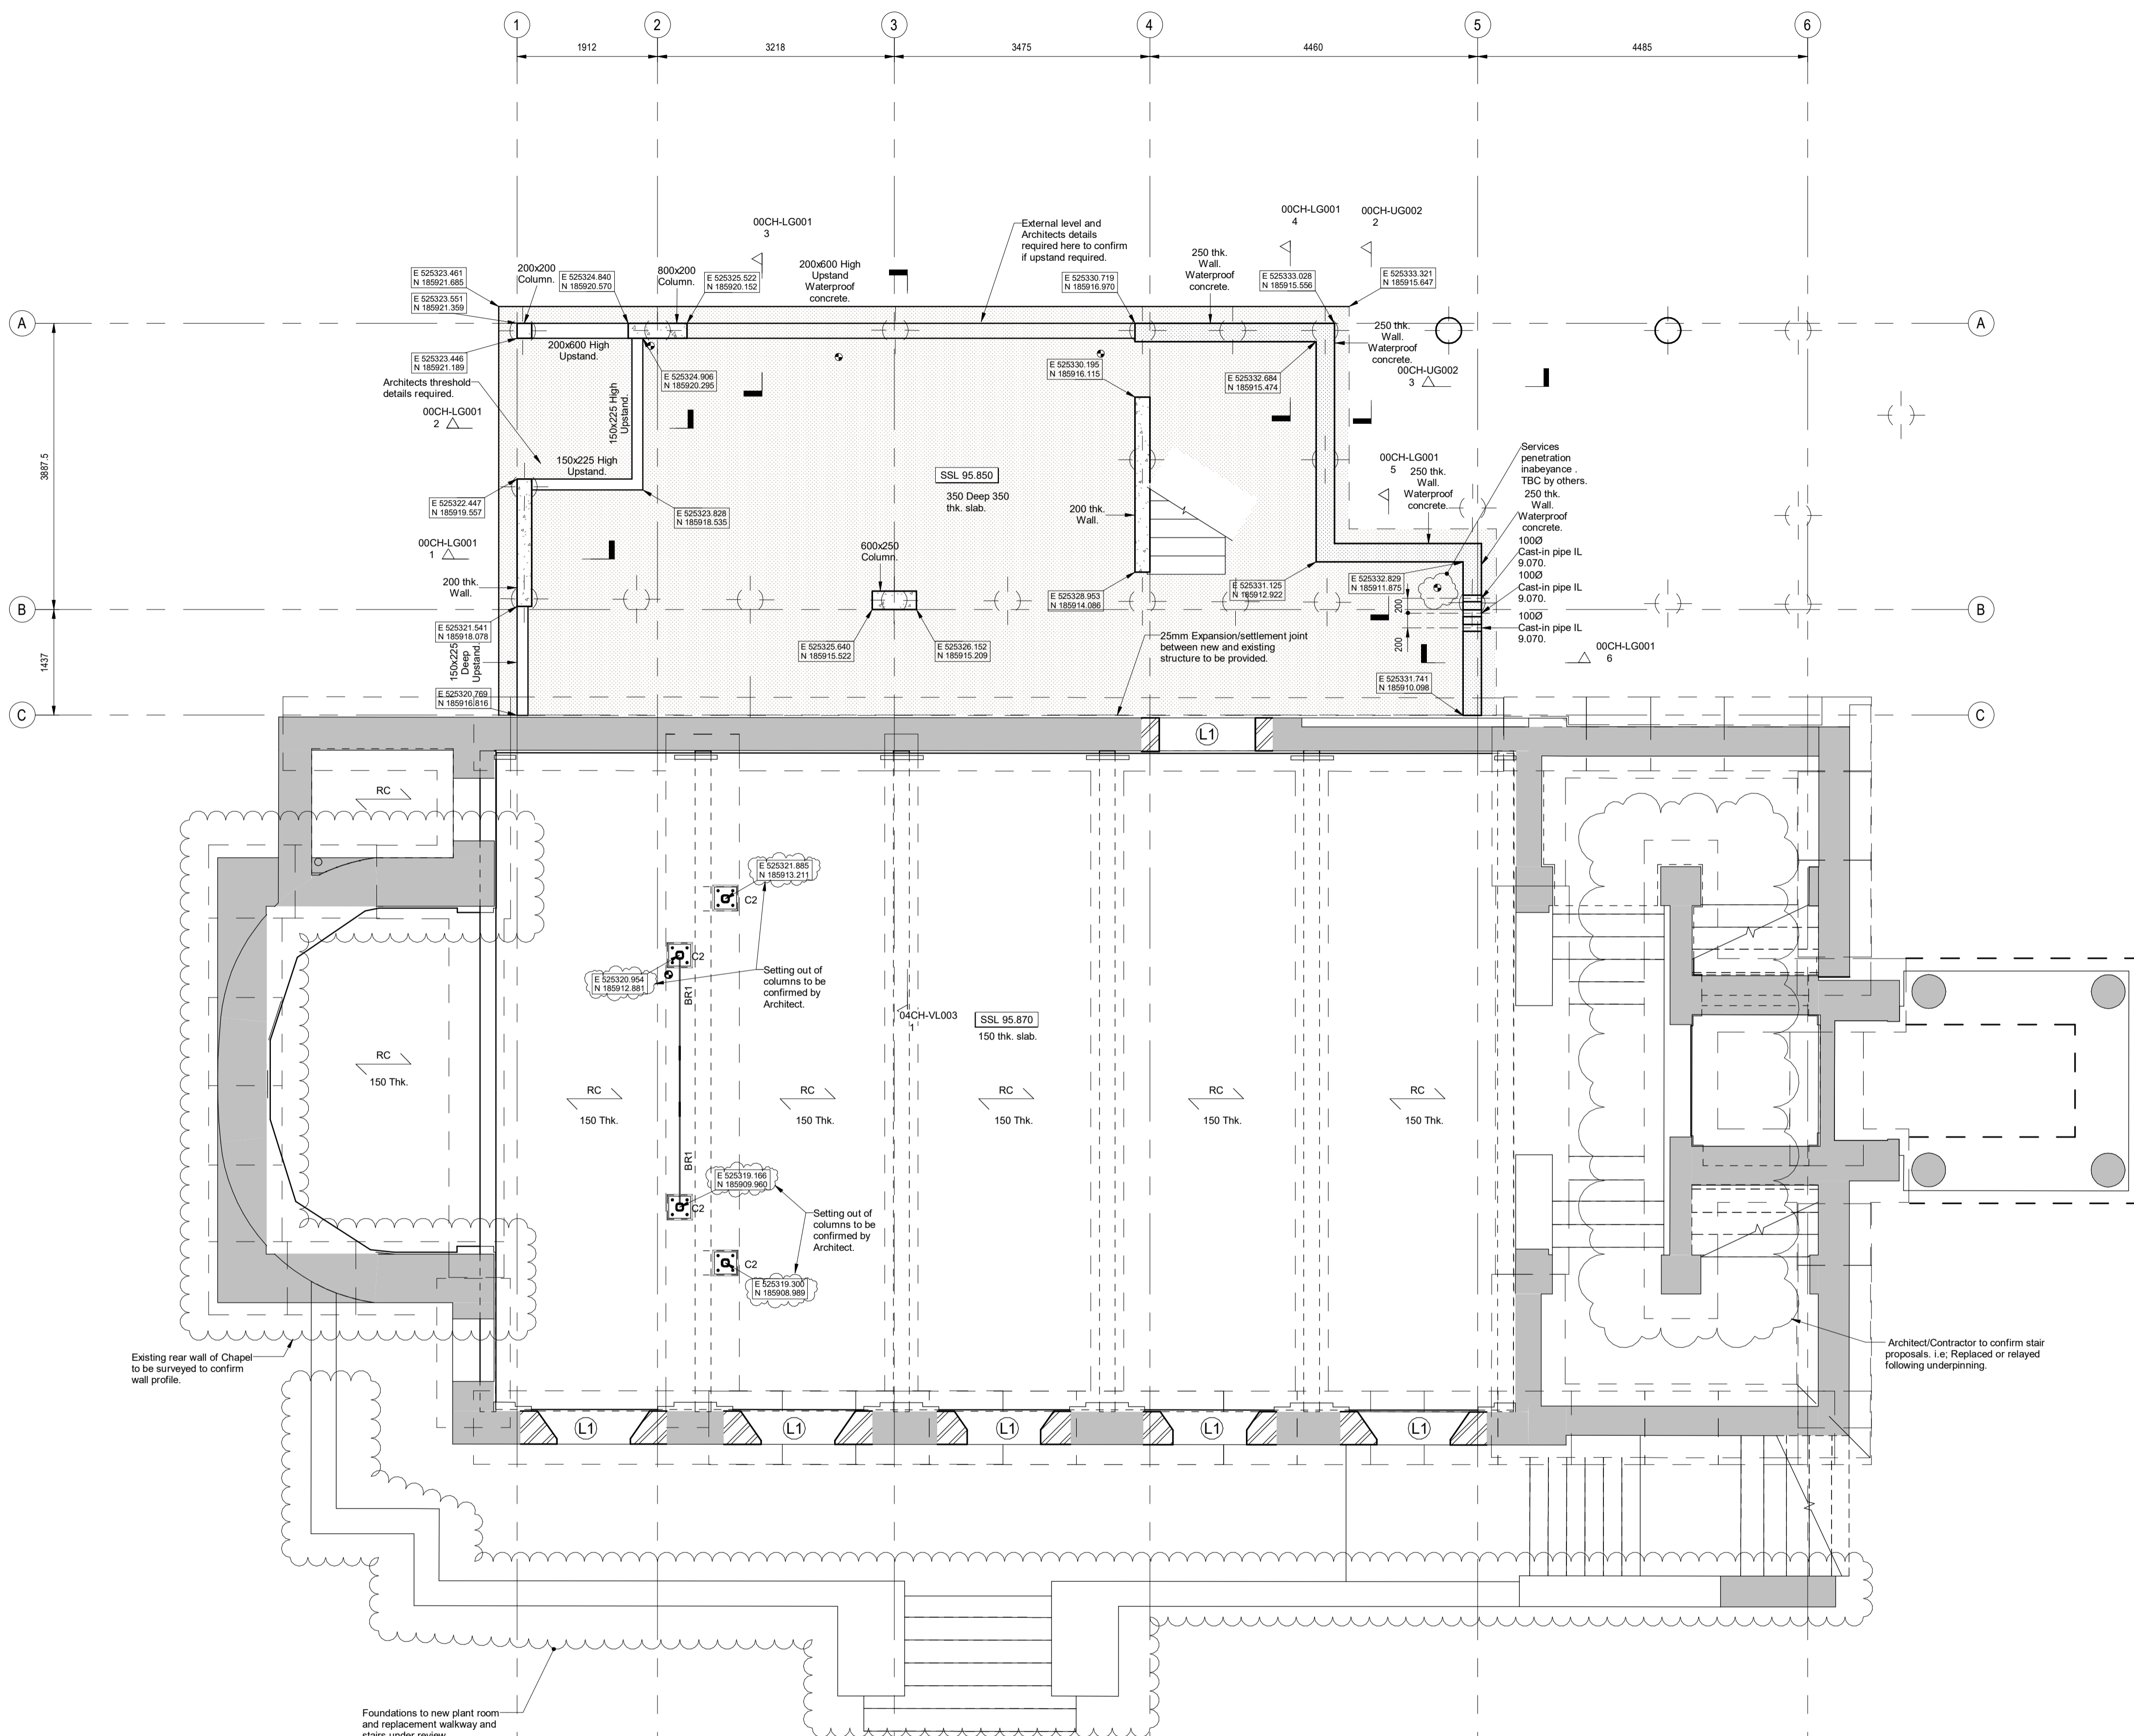 1
2
3
4
5
6
1912
3218
3475
4460
4485
00CH-LG001
3
External level and
Architects details
required here to confirm
if upstand required.
00CH-LG001
4
00CH-UG002
2
E 525323.461
N 185921.685
E 525323.551
N 185921.359
200x200
Column.
E 525324.840
N 185920.570
800x200
Column.
E 525325.522
N 185920.152
200x600 High
Upstand
Waterproof
concrete.
E 525330.719
N 185916.970
250 thk.
Wall.
Waterproof
concrete.
E 525333.028
N 185915.556
E 525333.321
N 185915.647
A
A
250 thk.
Wall.
Waterproof
concrete.
200x600 High
Upstand.
E 525323.446
N 185921.189
Architects threshold
details required.
E 525324.906
N 185920.295
E 525330.195
N 185916.115
E 525332.684
N 185915.474
00CH-UG002
3
00CH-LG001
2
150x225 High
Upstand.
150x225 High
Upstand.
3887.5
SSL 95.850
350 Deep 350
thk. slab.
00CH-LG001
5
250 thk.
Wall.
Waterproof
concrete.
Services
penetration
inabeyance .
TBC by others.
250 thk.
Wall.
Waterproof
concrete.
E 525322.447
N 185919.557
E 525323.828
N 185918.535
200 thk.
Wall.
00CH-LG001
1
600x250
Column.
200 thk.
Wall.
100Ø
Cast-in pipe IL
9.070.
100Ø
Cast-in pipe IL
9.070.
100Ø
Cast-in pipe IL
9.070.
E 525331.125
N 185912.922
E 525332.829
N 185911.875
E 525328.953
N 185914.086
200
200
B
B
E 525321.541
N 185918.078
150x225
Deep
Upstand.
1437
E 525325.640
N 185915.522
E 525326.152
N 185915.209
25mm Expansion/settlement joint
between new and existing
structure to be provided.
00CH-LG001
6
E 525320.769
N 185916.816
E 525331.741
N 185910.098
C
C
L1
RC
E 525321.885
N 185913.211
C2
C2
E 525320.954
N 185912.881
Setting out of
columns to be
confirmed by
Architect.
BR1
04CH-VL003
1
SSL 95.870
150 thk. slab.
RC
150 Thk.
RC
150 Thk.
RC
150 Thk.
RC
150 Thk.
RC
150 Thk.
RC
150 Thk.
BR1
E 525319.166
N 185909.960
C2
Setting out of
columns to be
confirmed by
Architect.
C2
E 525319.300
N 185908.989
Existing rear wall of Chapel
to be surveyed to confirm
wall profile.
Architect/Contractor to confirm stair
proposals. i.e; Replaced or relayed
following underpinning.
L1
L1
L1
L1
L1
Foundations to new plant room
and replacement walkway and
stairs under review.